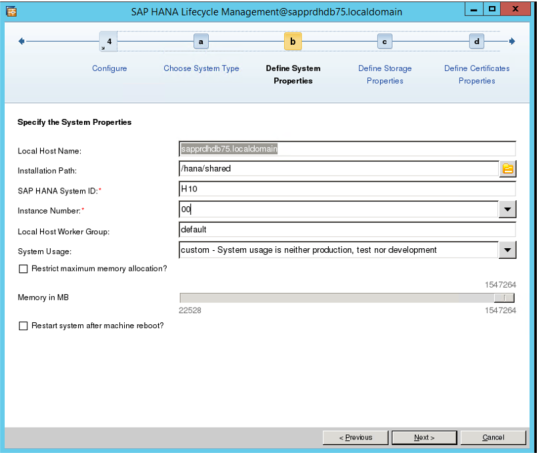 SAP HANA Lifecycle Management@sapprdhdb75.localdomain
4 a b c d
Configure Choose System Type Define System Properties Define Storage Properties Define Certificates Properties
Specify the System Properties
Local Host Name: sapprdhdb75.localdomain
Installation Path: /hana/shared
SAP HANA System ID:* H10
Instance Number:* 00
Local Host Worker Group: default
System Usage: custom - System usage is neither production, test nor development
Restrict maximum memory allocation?
1547264
Memory in MB
22528 1547264
Restart system after machine reboot?
< Previous Next > Cancel